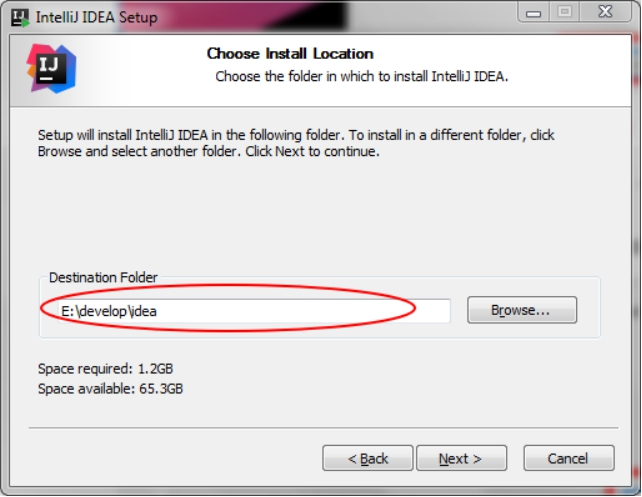 IntelliJ IDEA Setup
IJ
Choose Install Location
Choose the folder in which to install IntelliJ IDEA.
Setup will install IntelliJ IDEA in the following folder. To install in a different folder, click
Browse and select another folder. Click Next to continue.
Destination Folder
E:\develop\idea
Browse...
Space required: 1.2GB
Space available: 65.3GB
< Back
Next >
Cancel